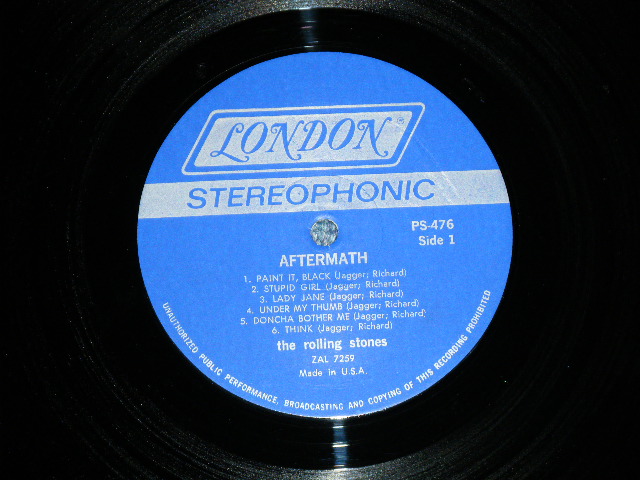 LONDON®
STEREOPHONIC
PS-476
Side 1
AFTERMATH
1. PAINT IT, BLACK (Jagger; Richard)
2. STUPID GIRL (Jagger; Richard)
3. LADY JANE (Jagger; Richard)
4. UNDER MY THUMB (Jagger; Richard)
5. DONCHA BOTHER ME (Jagger; Richard)
6. THINK (Jagger; Richard)
the rolling stones
ZAL 7259
Made in U.S.A.
UNAUTHORIZED PUBLIC PERFORMANCE, BROADCASTING AND COPYING OF THIS RECORDING PROHIBITED